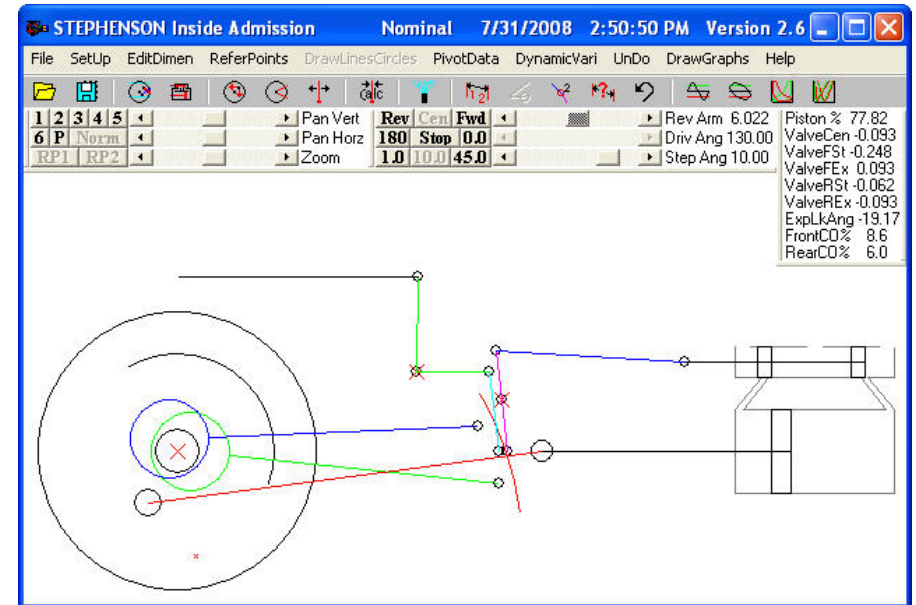 STEPHENSON Inside Admission Nominal 7/31/2008 2:50:50 PM Version 2.6
File SetUp EditDimen ReferPoints DrawLinesCircles PivotData DynamicVari UnDo DrawGraphs Help
calc
1 2 3 4 5 Pan Vert Rev Cen Fwd Rev Arm 6.022 Piston % 77.82
6 P Norm Pan Horz 180 Stop 0.0 Driv Ang 130.00 ValveCen -0.093
RP1 RP2 Zoom 1.0 10.0 45.0 Step Ang 10.00 ValveFSt -0.248
ValveFEx 0.093
ValveRSt -0.062
ValveREx -0.093
ExpLkAng -19.17
FrontCO% 8.6
RearCO% 6.0